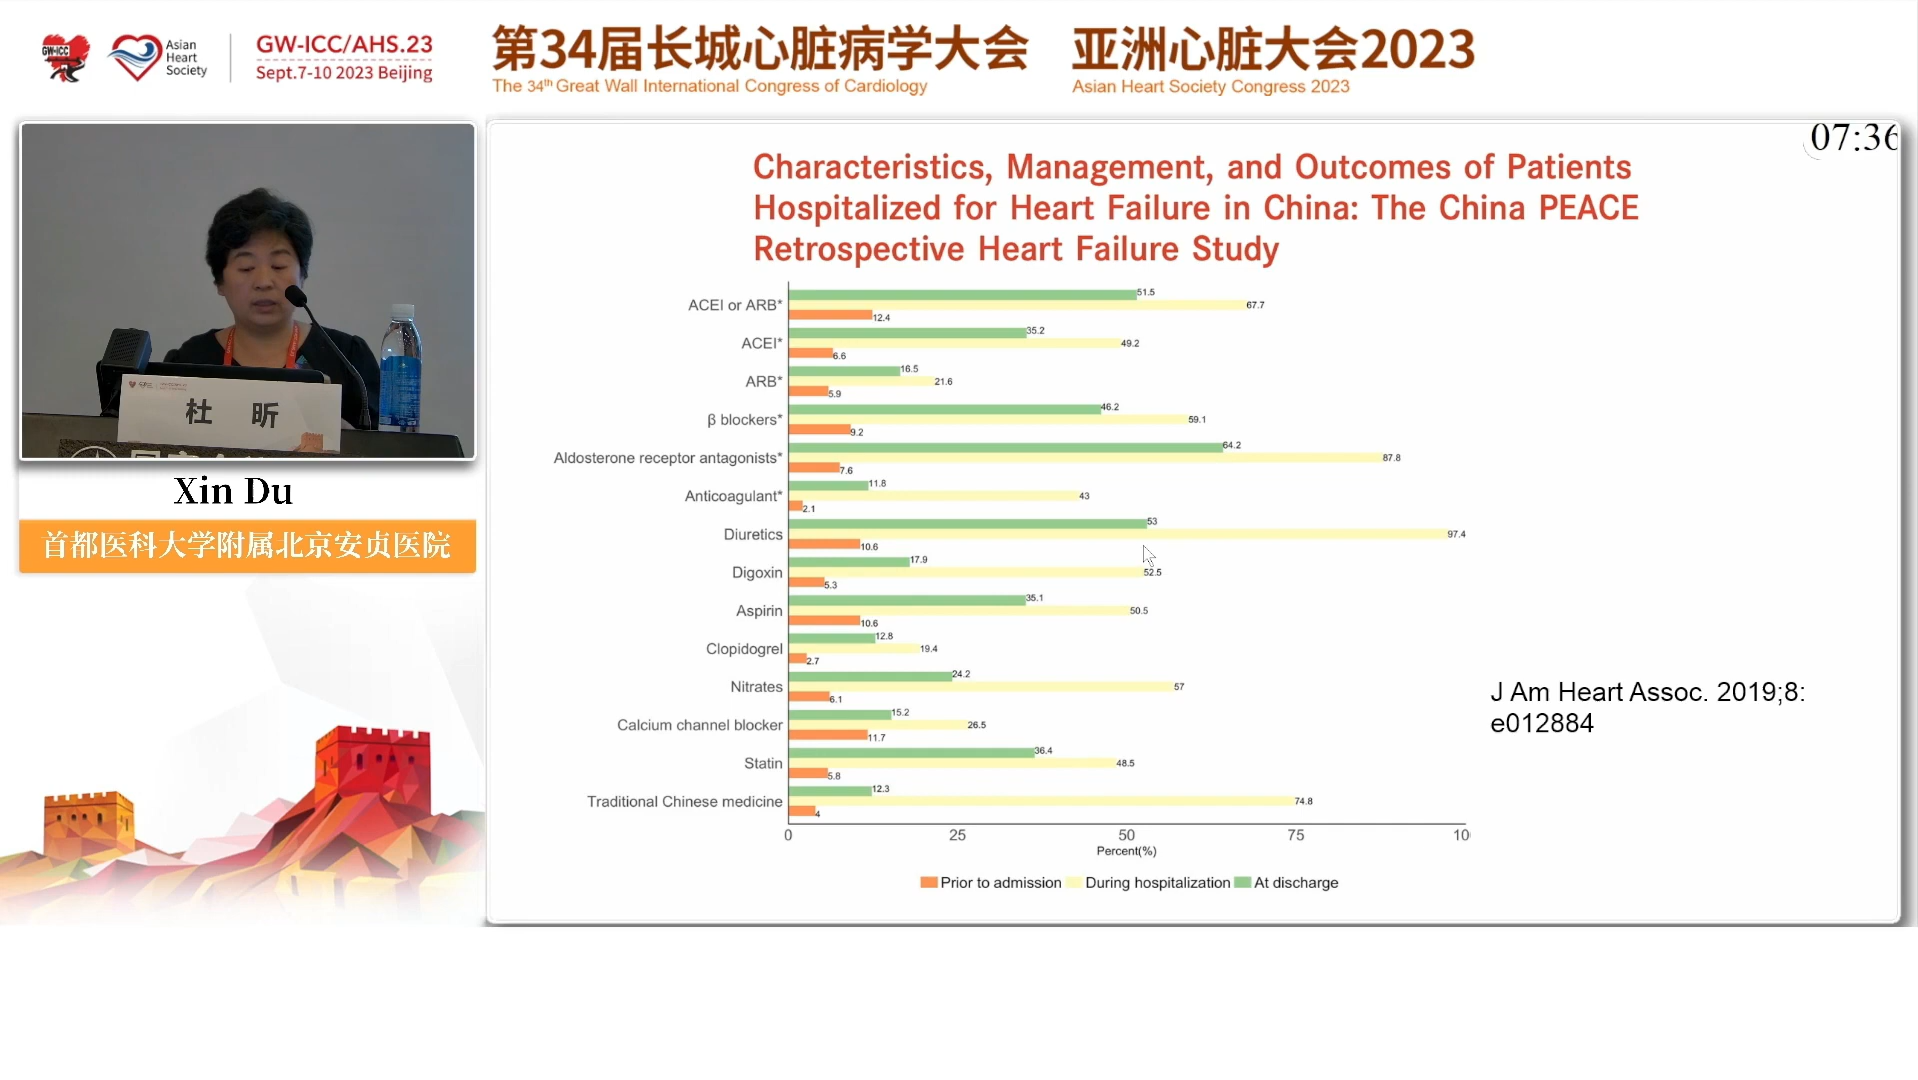 GW-ICC
Asian
Heart
Society
GW-ICC/AHS.23
Sept.7-10 2023 Beijing
第34届长城心脏病学大会
The 34th Great Wall International Congress of Cardiology
亚洲心脏大会2023
Asian Heart Society Congress 2023
杜 昕
Xin Du
首都医科大学附属北京安贞医院
07:36
Characteristics, Management, and Outcomes of Patients
Hospitalized for Heart Failure in China: The China PEACE
Retrospective Heart Failure Study
ACEI or ARB* 51.5 67.7 12.4
ACEI* 35.2 49.2 6.6
ARB* 16.5 21.6 5.9
β blockers* 46.2 59.1 9.2
Aldosterone receptor antagonists* 64.2 87.8 7.6
Anticoagulant* 11.8 43 2.1
Diuretics 53 97.4 10.6
Digoxin 17.9 52.5 5.3
Aspirin 35.1 50.5 10.6
Clopidogrel 12.8 19.4 2.7
Nitrates 24.2 57 6.1
Calcium channel blocker 15.2 26.5 11.7
Statin 36.4 48.5 5.8
Traditional Chinese medicine 12.3 74.8 4
0 25 50 75 10
Percent(%)
Prior to admission During hospitalization At discharge
J Am Heart Assoc. 2019;8:
e012884